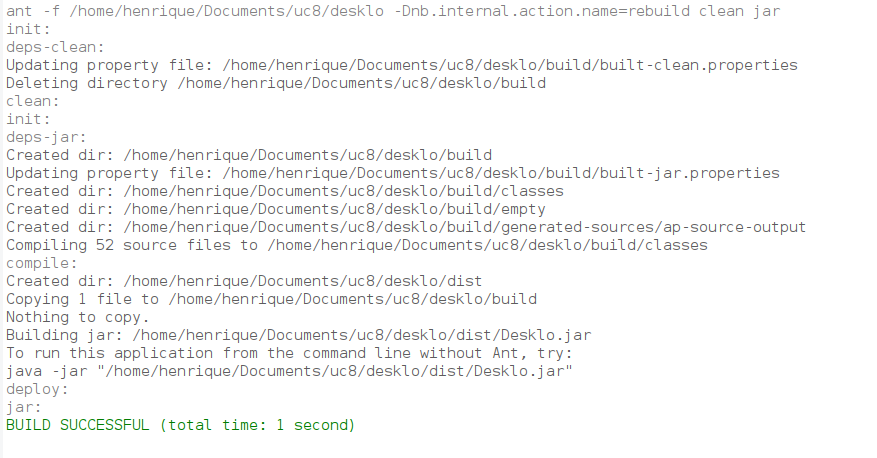 ant -f /home/henrique/Documents/uc8/desklo -Dnb.internal.action.name=rebuild clean jar
init:
deps-clean:
Updating property file: /home/henrique/Documents/uc8/desklo/build/built-clean.properties
Deleting directory /home/henrique/Documents/uc8/desklo/build
clean:
init:
deps-jar:
Created dir: /home/henrique/Documents/uc8/desklo/build
Updating property file: /home/henrique/Documents/uc8/desklo/build/built-jar.properties
Created dir: /home/henrique/Documents/uc8/desklo/build/classes
Created dir: /home/henrique/Documents/uc8/desklo/build/empty
Created dir: /home/henrique/Documents/uc8/desklo/build/generated-sources/ap-source-output
Compiling 52 source files to /home/henrique/Documents/uc8/desklo/build/classes
compile:
Created dir: /home/henrique/Documents/uc8/desklo/dist
Copying 1 file to /home/henrique/Documents/uc8/desklo/build
Nothing to copy.
Building jar: /home/henrique/Documents/uc8/desklo/dist/Desklo.jar
To run this application from the command line without Ant, try:
java -jar "/home/henrique/Documents/uc8/desklo/dist/Desklo.jar"
deploy:
jar:
BUILD SUCCESSFUL (total time: 1 second)